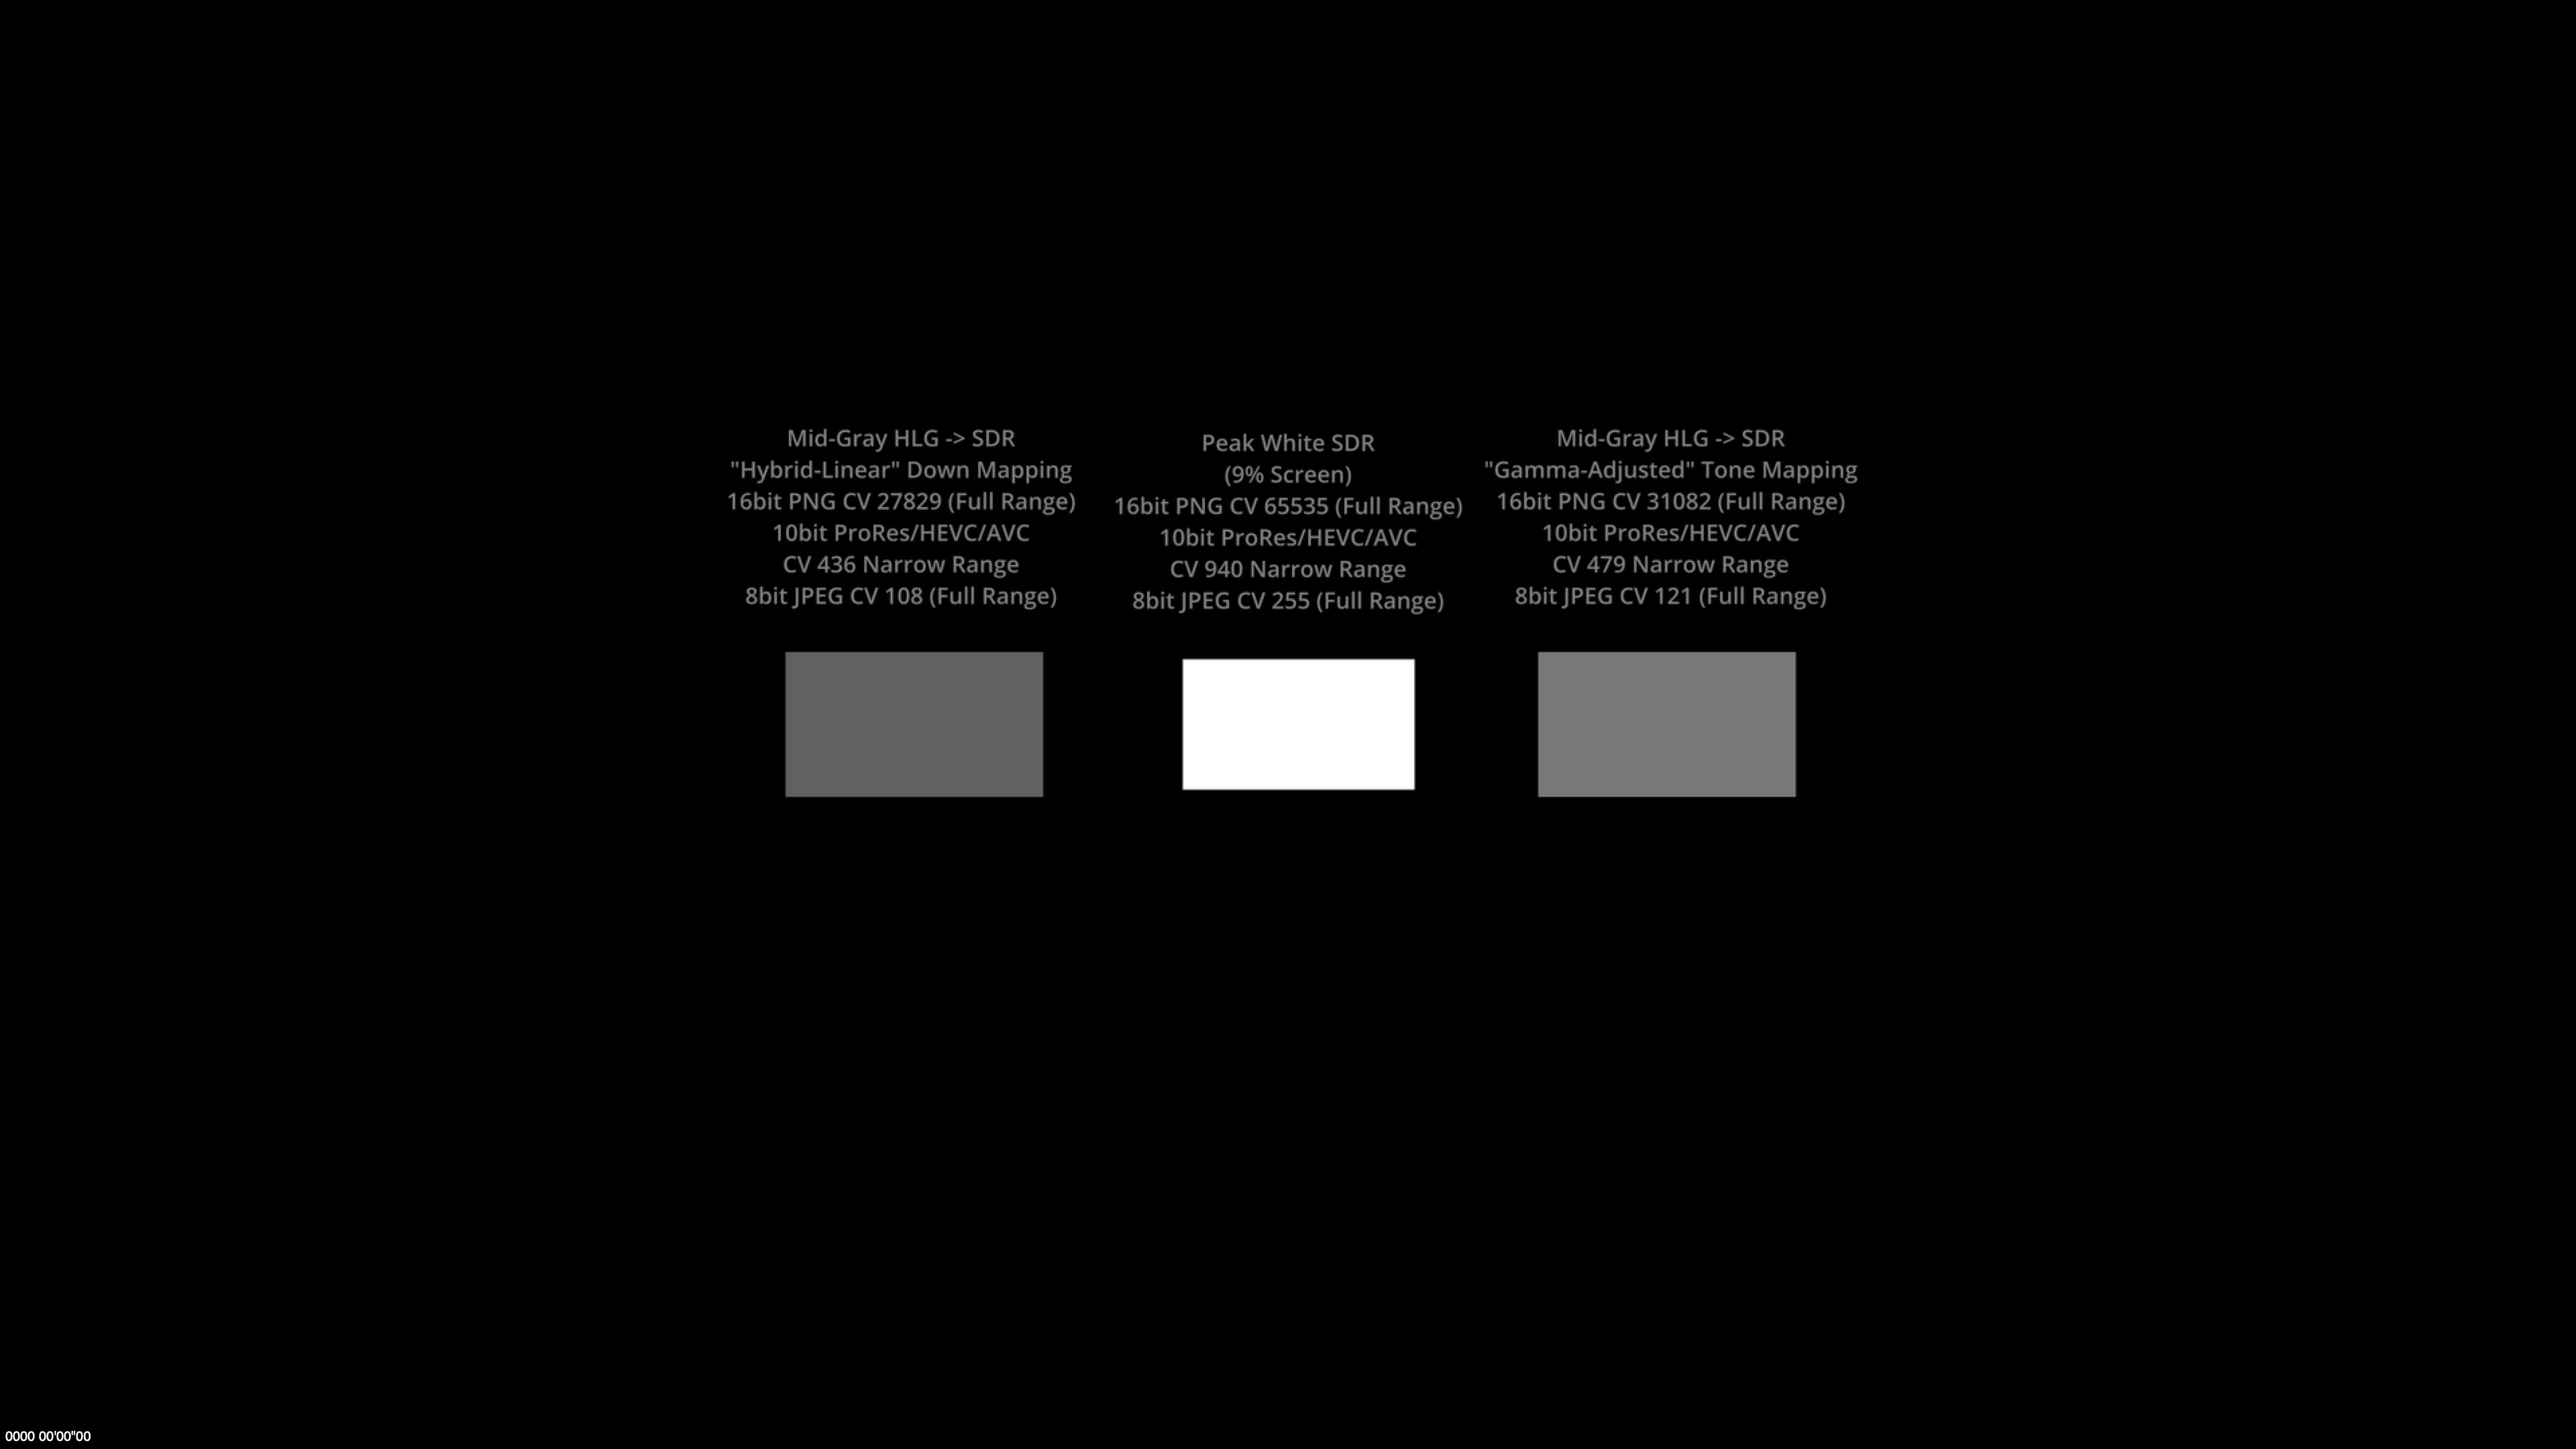 Mid-Gray HLG -> SDR
"Hybrid-Linear" Down Mapping
16bit PNG CV 27829 (Full Range)
10bit ProRes/HEVC/AVC
CV 436 Narrow Range
8bit JPEG CV 108 (Full Range)
Peak White SDR
(9% Screen)
16bit PNG CV 65535 (Full Range)
10bit ProRes/HEVC/AVC
CV 940 Narrow Range
8bit JPEG CV 255 (Full Range)
Mid-Gray HLG -> SDR
"Gamma-Adjusted" Tone Mapping
16bit PNG CV 31082 (Full Range)
10bit ProRes/HEVC/AVC
CV 479 Narrow Range
8bit JPEG CV 121 (Full Range)
0000 00'00"00